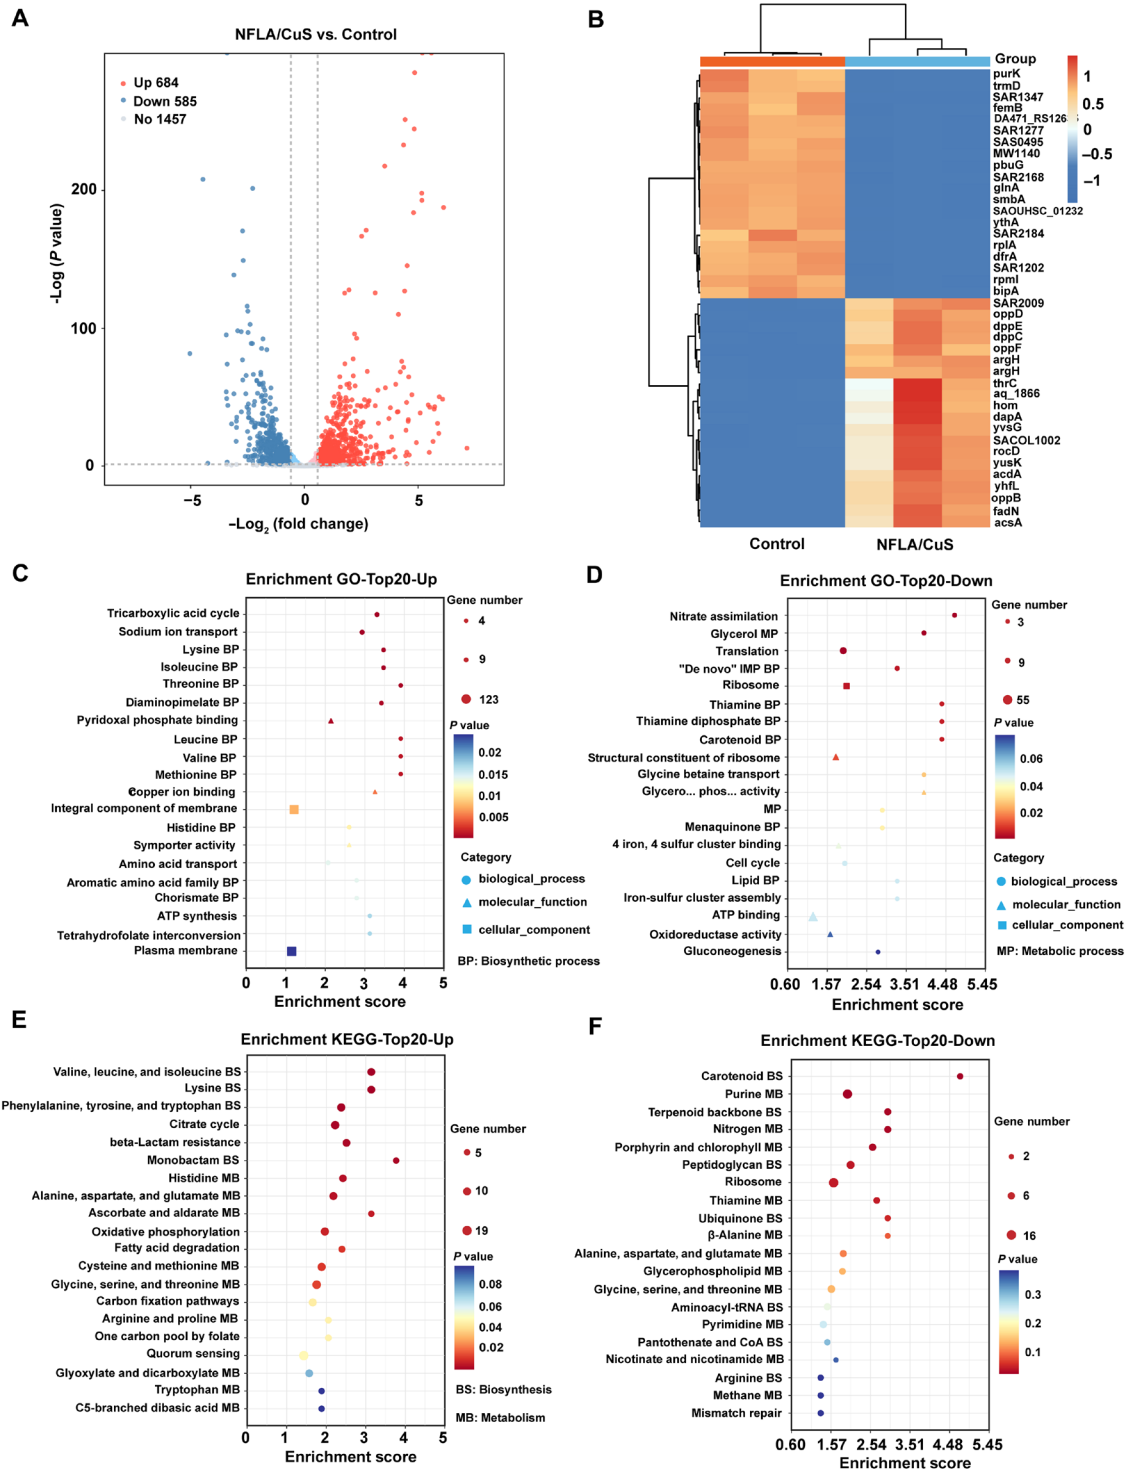 A
NFLA/CuS vs. Control
Up 684
Down 585
No 1457
-Log (P value)
200
100
0
−5
0
5
−Log2 (fold change)
B
Group
purK
trmD
SAR1347
femB
SAR1277
SAS0495
MW1140
pbuG
SAR2168
glnA
smbA
SAOUHSC_01232
ythA
SAR2184
rplA
dfrA
SAR1202
rpmI
bipA
SAR2009
oppD
dppE
dppC
oppF
argH
argH
thrC
aq_1866
hom
dapA
yvsG
SACOL1002
rocD
yusK
acdA
yhfL
oppB
fadN
acsA
1
0.5
0
−0.5
−1
Control
NFLA/CuS
C
Enrichment GO-Top20-Up
Tricarboxylic acid cycle
Sodium ion transport
Lysine BP
Isoleucine BP
Threonine BP
Diaminopimelate BP
Pyridoxal phosphate binding
Leucine BP
Valine BP
Methionine BP
Copper ion binding
Integral component of membrane
Histidine BP
Symporter activity
Amino acid transport
Aromatic amino acid family BP
Chorismate BP
ATP synthesis
Tetrahydrofolate interconversion
Plasma membrane
0 1 2 3 4 5
Enrichment score
Gene number
4
9
123
P value
0.02
0.015
0.01
0.005
Category
biological_process
molecular_function
cellular_component
BP: Biosynthetic process
D
Enrichment GO-Top20-Down
Nitrate assimilation
Glycerol MP
Translation
"De novo" IMP BP
Ribosome
Thiamine BP
Thiamine diphosphate BP
Carotenoid BP
Structural constituent of ribosome
Glycine betaine transport
Glycero... phos... activity
MP
Menaquinone BP
4 iron, 4 sulfur cluster binding
Cell cycle
Lipid BP
Iron-sulfur cluster assembly
ATP binding
Oxidoreductase activity
Gluconeogenesis
0.60 1.57 2.54 3.51 4.48 5.45
Enrichment score
Gene number
3
9
55
P value
0.06
0.04
0.02
Category
biological_process
molecular_function
cellular_component
MP: Metabolic process
E
Enrichment KEGG-Top20-Up
Valine, leucine, and isoleucine BS
Lysine BS
Phenylalanine, tyrosine, and tryptophan BS
Citrate cycle
beta-Lactam resistance
Monobactam BS
Histidine MB
Alanine, aspartate, and glutamate MB
Ascorbate and aldarate MB
Oxidative phosphorylation
Fatty acid degradation
Cysteine and methionine MB
Glycine, serine, and threonine MB
Carbon fixation pathways
Arginine and proline MB
One carbon pool by folate
Quorum sensing
Glyoxylate and dicarboxylate MB
Tryptophan MB
C5-branched dibasic acid MB
0 1 2 3 4 5
Enrichment score
Gene number
5
10
19
P value
0.08
0.06
0.04
0.02
BS: Biosynthesis
MB: Metabolism
F
Enrichment KEGG-Top20-Down
Carotenoid BS
Purine MB
Terpenoid backbone BS
Nitrogen MB
Porphyrin and chlorophyll MB
Peptidoglycan BS
Ribosome
Thiamine MB
Ubiquinone BS
β-Alanine MB
Alanine, aspartate, and glutamate MB
Glycerophospholipid MB
Glycine, serine, and threonine MB
Aminoacyl-tRNA BS
Pyrimidine MB
Pantothenate and CoA BS
Nicotinate and nicotinamide MB
Arginine BS
Methane MB
Mismatch repair
0.60 1.57 2.54 3.51 4.48 5.45
Enrichment score
Gene number
2
6
16
P value
0.3
0.2
0.1